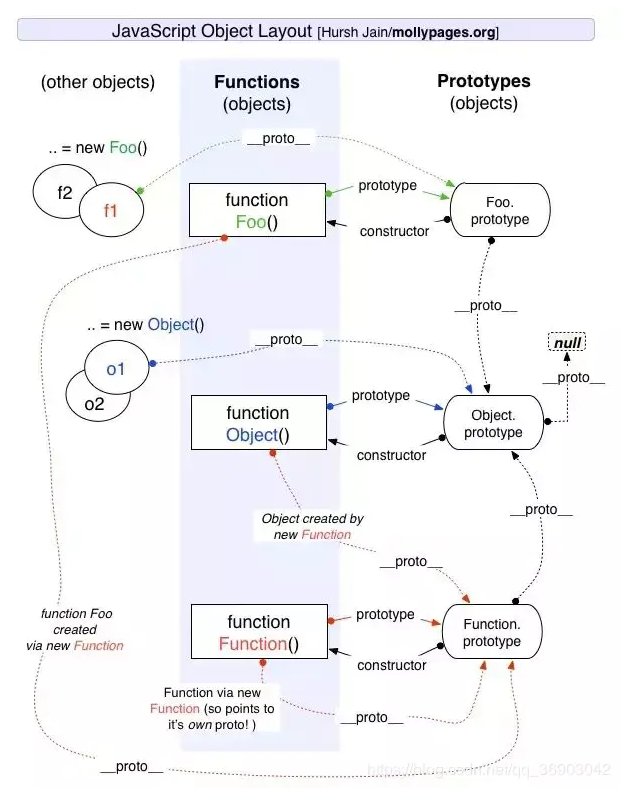 JavaScript Object Layout [Hursh Jain/mollypages.org]
(other objects)
Functions
(objects)
Prototypes
(objects)
.. = new Foo()
__proto__
f2
f1
function
Foo()
prototype
constructor
Foo.
prototype
__proto__
.. = new Object()
__proto__
null
__proto__
o1
o2
function
Object()
prototype
constructor
Object.
prototype
Object created by
new Function
__proto__
__proto__
function Foo
created
via new Function
function
Function()
prototype
constructor
Function.
prototype
Function via new
Function (so points to
it's own proto! )
__proto__
__proto__
https://blog.csdn.net/qq_36903042